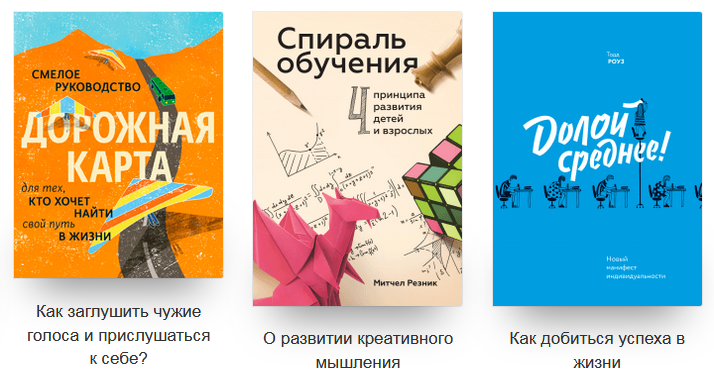 СМЕЛОЕ
РУКОВОДСТВО
ДОРОЖНАЯ
КАРТА
для тех,
КТО ХОЧЕТ
НАЙТИ
свой путь
В ЖИЗНИ
Как заглушить чужие
голоса и прислушаться
к себе?
Спираль
обучения
4 принципа
развития
детей
и взрослых
Митчел Резник
О развитии креативного
мышления
Тодд
РОУЗ
Долой
среднее!
Новый
манифест
индивидуальности
Как добиться успеха в
жизни